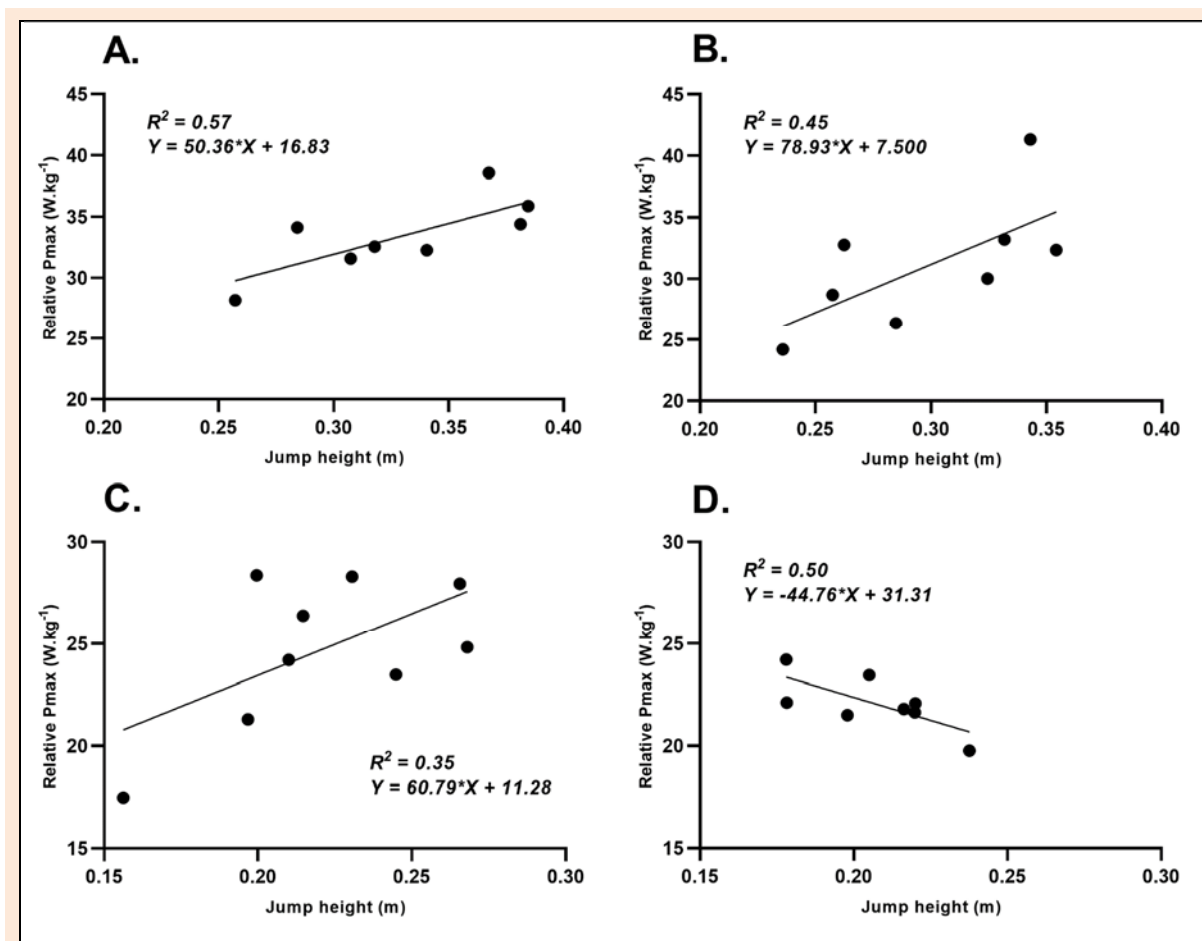 A.
R² = 0.57
Y = 50.36*X + 16.83
Relative Pmax (W.kg⁻¹)
45
40
35
30
25
20
0.20 0.25 0.30 0.35 0.40
Jump height (m)
B.
R² = 0.45
Y = 78.93*X + 7.500
Relative Pmax (W.kg⁻¹)
45
40
35
30
25
20
0.20 0.25 0.30 0.35 0.40
Jump height (m)
C.
Relative Pmax (W.kg⁻¹)
30
25
20
15
R² = 0.35
Y = 60.79*X + 11.28
0.15 0.20 0.25 0.30
Jump height (m)
D.
R² = 0.50
Y = -44.76*X + 31.31
Relative Pmax (W.kg⁻¹)
30
25
20
15
0.15 0.20 0.25 0.30
Jump height (m)